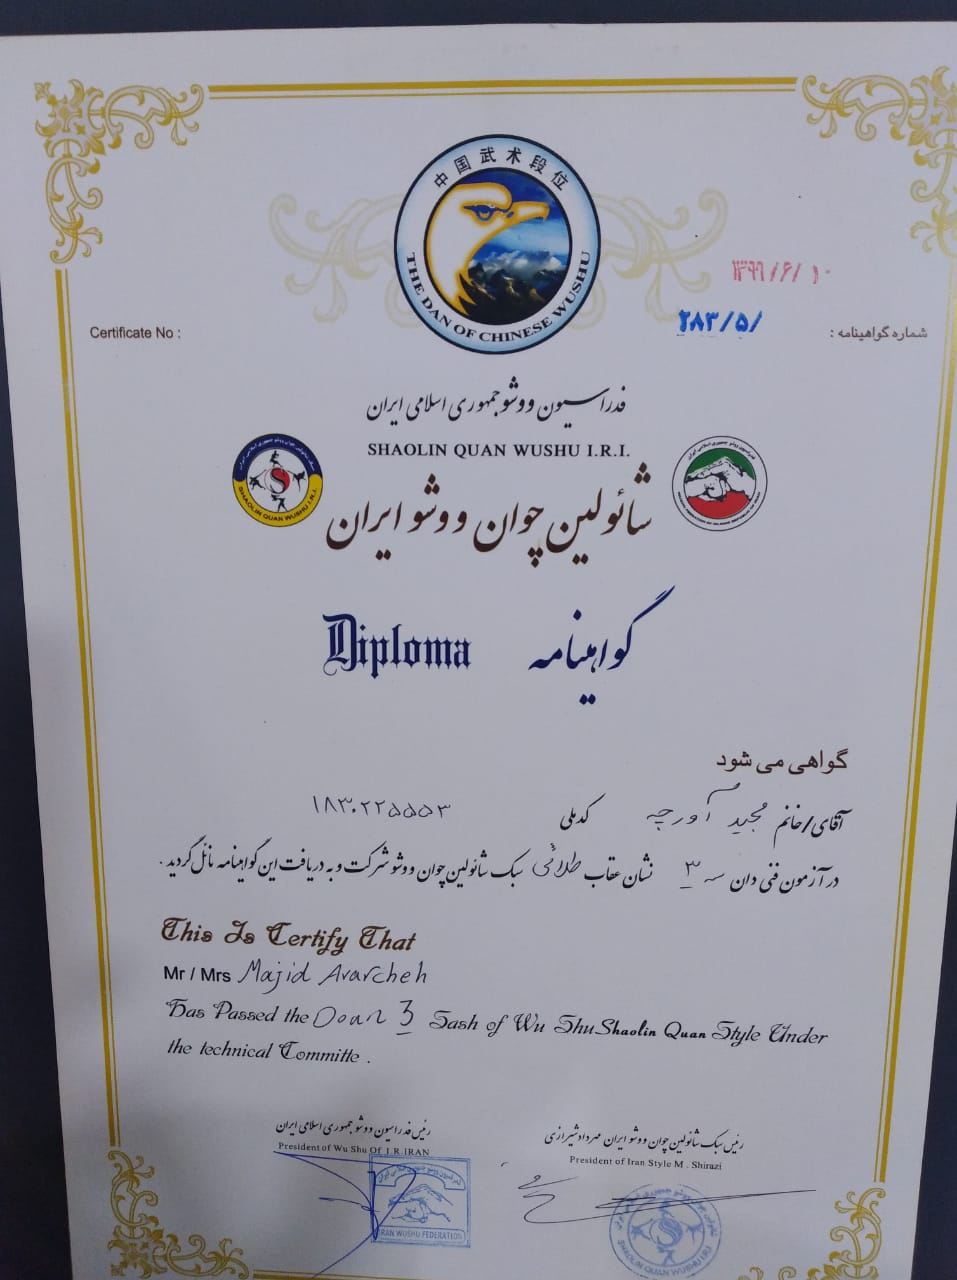 中国武术段位
THE DAN OF CHINESE WUSHU
۱۳۹۹/۶/۱۰
Certificate No :
شماره گواهینامه : ۲۸۳/۵/
فدراسیون ووشو جمهوری اسلامی ایران
SHAOLIN QUAN WUSHU I.R.I.
SHAOLIN QUAN WUSHU I.R.I.
شائولین چوان ووشو ایران
Diploma گواهینامه
گواهی می شود
آقای/خانم مجید آورچه کدملی ۱۸۳۰۲۲۵۵۵۳
در آزمون فنی دان سه ۳ نشان عقاب طلائی سبک شائولین چوان ووشو شرکت و به دریافت این گواهینامه نائل گردید .
This Is Certify That
Mr / Mrs Majid Avarcheh
Has Passed the Doan 3 Sash of Wu Shu Shaolin Quan Style Under
the technical Committe .
رئیس فدراسیون ووشو جمهوری اسلامی ایران
President of Wu Shu Of I.R.IRAN
رئیس سبک شائولین چوان ووشو ایران مهرداد شیرازی
President of Iran Style M . Shirazi
IRAN WUSHU FEDERATION
SHAOLIN QUAN WUSHU I.R.I